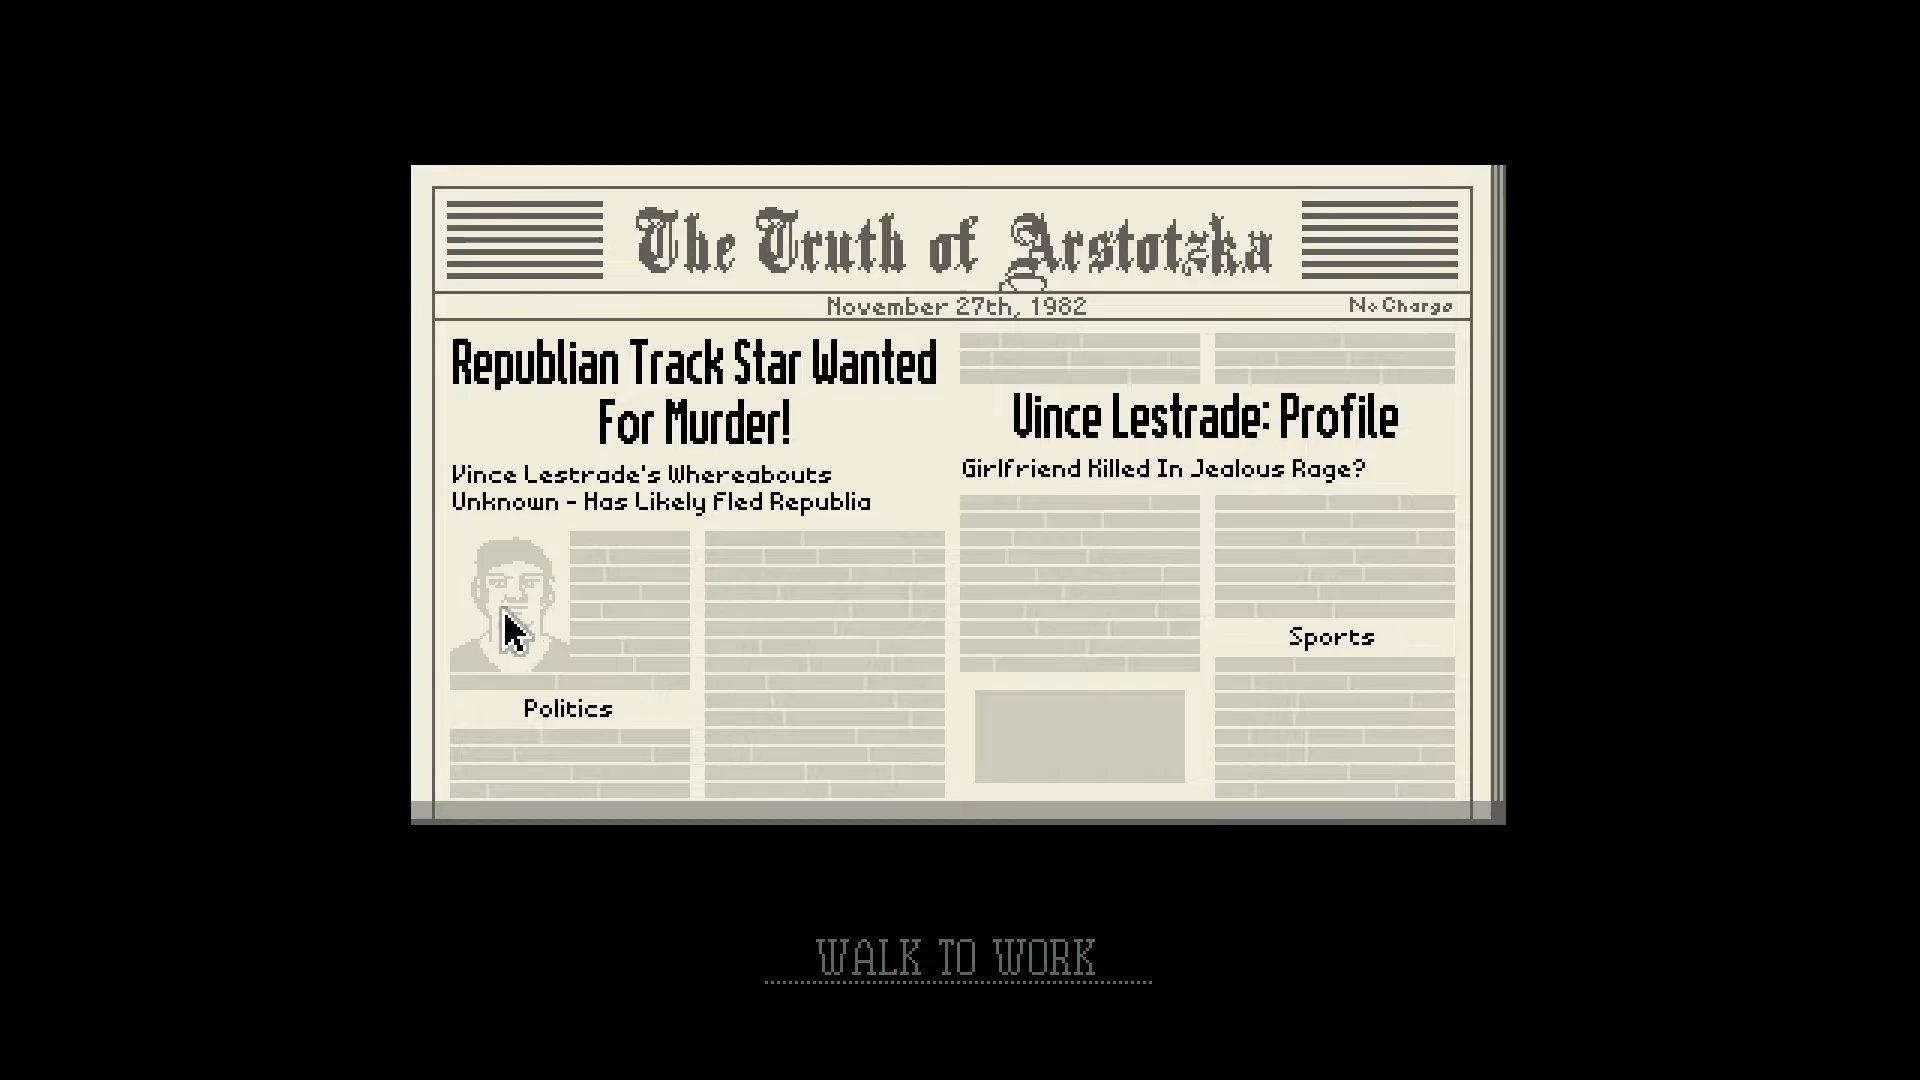 The Truth of Arstotzka
November 27th, 1982
No Charge
Republian Track Star Wanted
For Murder!
Vince Lestrade's Whereabouts
Unknown - Has Likely Fled Republia
Politics
Vince Lestrade: Profile
Girlfriend Killed In Jealous Rage?
Sports
WALK TO WORK